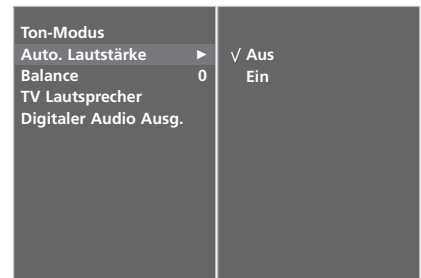 Ton-Modus
Auto. Lautstärke ►
Balance 0
TV Lautsprecher
Digitaler Audio Ausg.
√ Aus
Ein